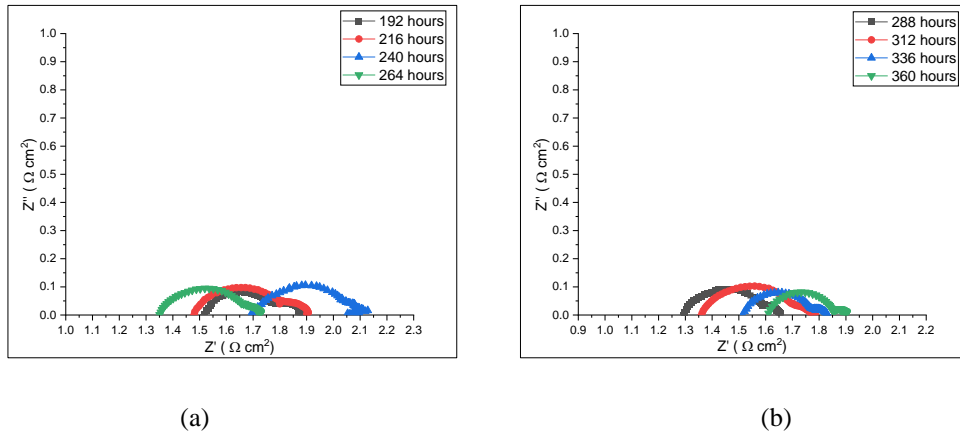 192 hours
216 hours
240 hours
264 hours
1.0
0.9
0.8
0.7
0.6
0.5
0.4
0.3
0.2
0.1
0.0
Z'' ( Ω cm²)
1.0 1.1 1.2 1.3 1.4 1.5 1.6 1.7 1.8 1.9 2.0 2.1 2.2 2.3
Z' ( Ω cm²)
(a)
288 hours
312 hours
336 hours
360 hours
1.0
0.9
0.8
0.7
0.6
0.5
0.4
0.3
0.2
0.1
0.0
Z'' ( Ω cm²)
0.9 1.0 1.1 1.2 1.3 1.4 1.5 1.6 1.7 1.8 1.9 2.0 2.1 2.2
Z' ( Ω cm²)
(b)